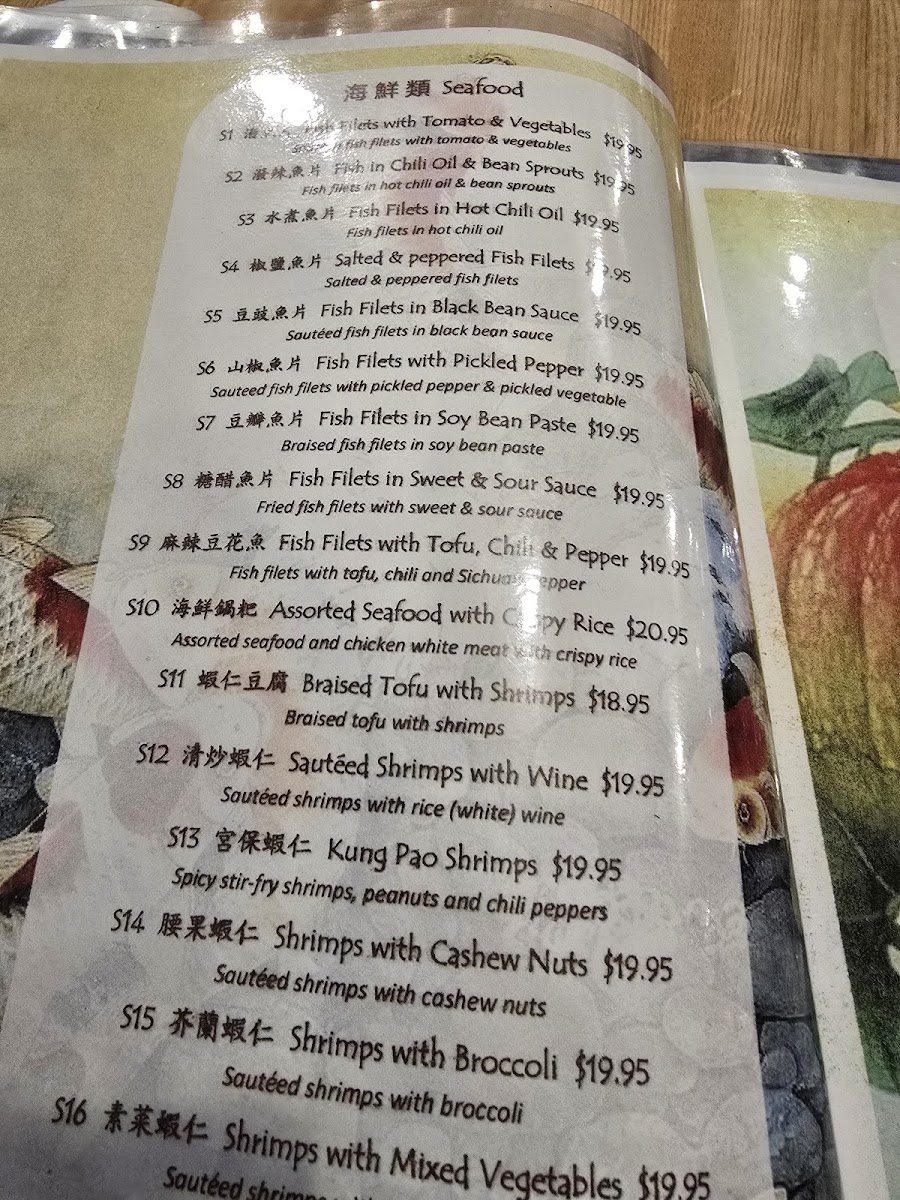 海鮮類 Seafood
S1 Filets with Tomato & Vegetables $19.95
fish filets with tomato & vegetables
S2 潑辣魚片 Fish in Chili Oil & Bean Sprouts $19.95
Fish filets in hot chili oil & bean sprouts
S3 水煮魚片 Fish Filets in Hot Chili Oil $19.95
Fish filets in hot chili oil
S4 椒鹽魚片 Salted & peppered Fish Filets
Salted & peppered fish filets
S5 豆豉魚片 Fish Filets in Black Bean Sauce $19.95
Sautéed fish filets in black bean sauce
S6 山椒魚片 Fish Filets with Pickled Pepper $19.95
Sauteed fish filets with pickled pepper & pickled vegetable
S7 豆瓣魚片 Fish Filets in Soy Bean Paste $19.95
Braised fish filets in soy bean paste
S8 糖醋魚片 Fish Filets in Sweet & Sour Sauce $19.95
Fried fish filets with sweet & sour sauce
S9 麻辣豆花魚 Fish Filets with Tofu, Chili & Pepper $19.95
Fish filets with tofu, chili and Sichuan pepper
S10 海鮮鍋粑 Assorted Seafood with Crispy Rice $20.95
Assorted seafood and chicken white meat with crispy rice
S11 蝦仁豆腐 Braised Tofu with Shrimps $18.95
Braised tofu with shrimps
S12 清炒蝦仁 Sautéed Shrimps with Wine $19.95
Sautéed shrimps with rice (white) wine
S13 宮保蝦仁 Kung Pao Shrimps $19.95
Spicy stir-fry shrimps, peanuts and chili peppers
S14 腰果蝦仁 Shrimps with Cashew Nuts $19.95
Sautéed shrimps with cashew nuts
S15 芥蘭蝦仁 Shrimps with Broccoli $19.95
Sautéed shrimps with broccoli
S16 素菜蝦仁 Shrimps with Mixed Vegetables $19.95
Sautéed shrimps